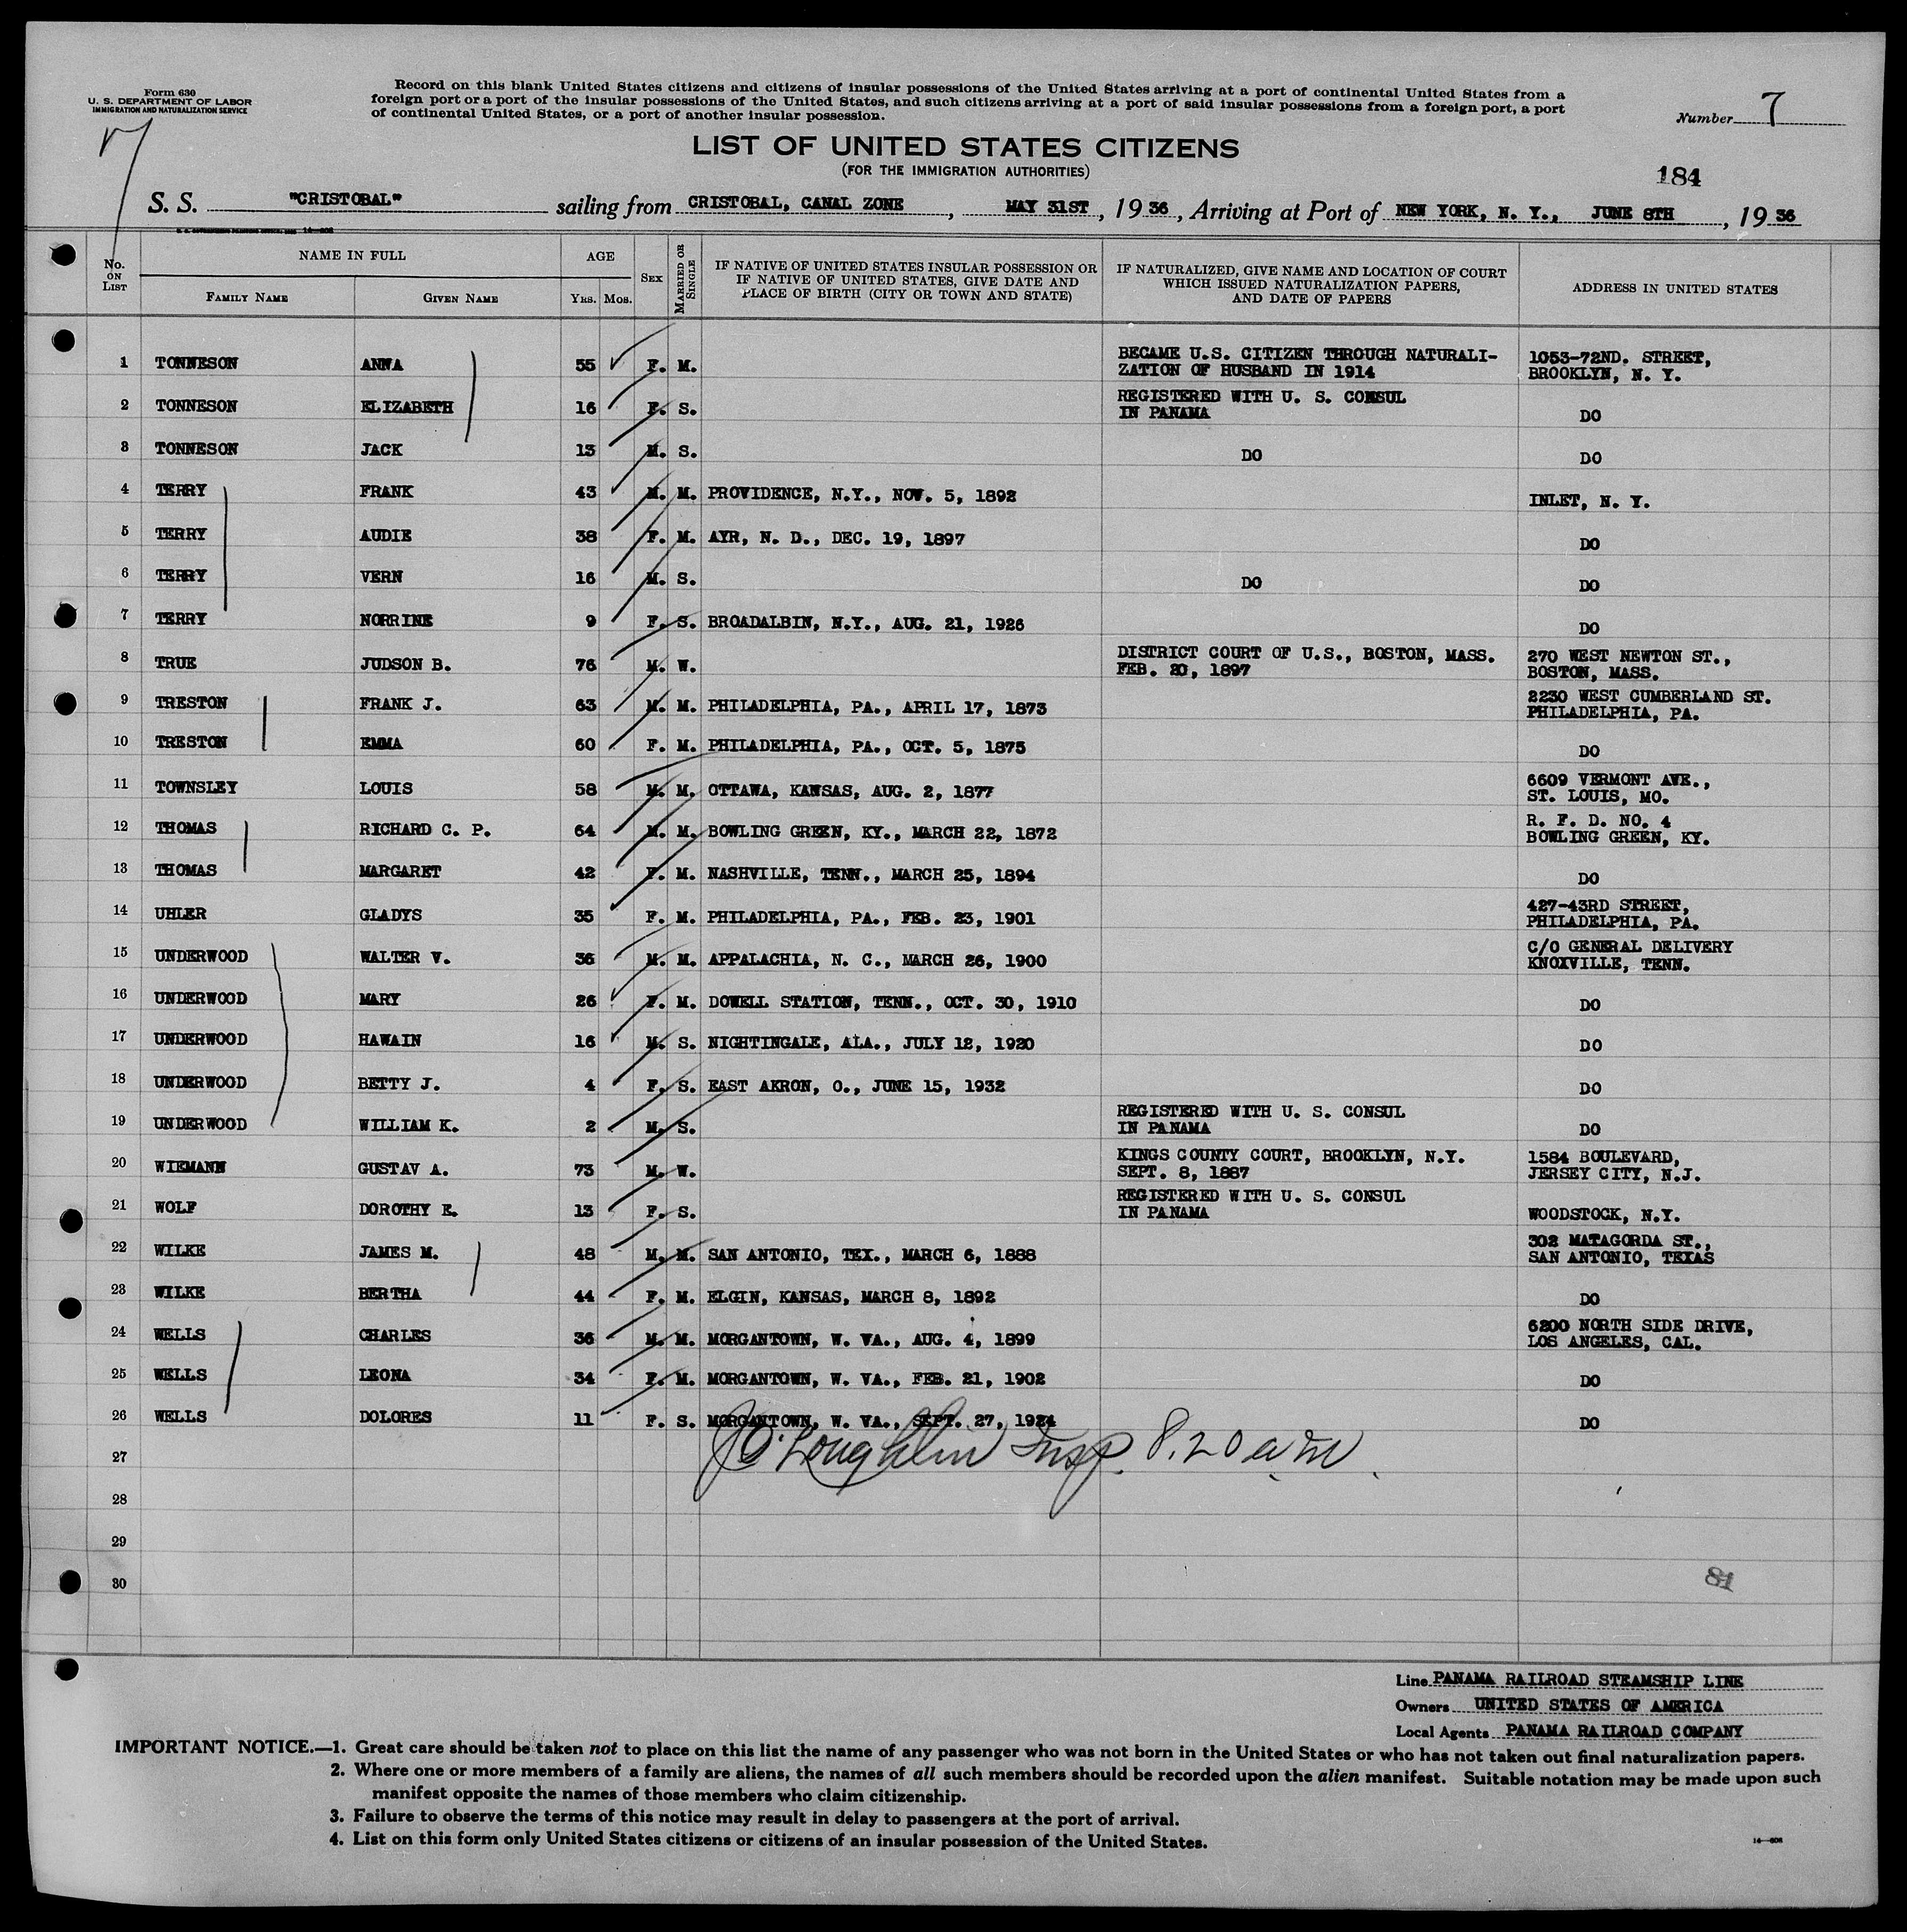 Form 630
U. S. DEPARTMENT OF LABOR
IMMIGRATION AND NATURALIZATION SERVICE
Record on this blank United States citizens and citizens of insular possessions of the United States arriving at a port of continental United States from a
foreign port or a port of the insular possessions of the United States, and such citizens arriving at a port of said insular possessions from a foreign port, a port
of continental United States, or a port of another insular possession.
Number 7
LIST OF UNITED STATES CITIZENS
(FOR THE IMMIGRATION AUTHORITIES)
184
S. S. "CRISTOBAL" sailing from CRISTOBAL, CANAL ZONE, MAY 31ST, 1936, Arriving at Port of NEW YORK, N. Y., JUNE 8TH, 1936
No. ON LIST
NAME IN FULL
FAMILY NAME
GIVEN NAME
AGE
YRS. MOS.
SEX
MARRIED OR SINGLE
IF NATIVE OF UNITED STATES INSULAR POSSESSION OR
IF NATIVE OF UNITED STATES, GIVE DATE AND
PLACE OF BIRTH (CITY OR TOWN AND STATE)
IF NATURALIZED, GIVE NAME AND LOCATION OF COURT
WHICH ISSUED NATURALIZATION PAPERS,
AND DATE OF PAPERS
ADDRESS IN UNITED STATES
1 TONNESON ANNA 55 F. M. BECAME U.S. CITIZEN THROUGH NATURALI- 1053-72ND. STREET,
ZATION OF HUSBAND IN 1914 BROOKLYN, N. Y.
2 TONNESON ELIZABETH 16 F. S. REGISTERED WITH U. S. CONSUL
IN PANAMA DO
3 TONNESON JACK 13 M. S. DO DO
4 TERRY FRANK 43 M. M. PROVIDENCE, N.Y., NOV. 5, 1892 INLET, N. Y.
5 TERRY AUDIE 38 F. M. AYR, N. D., DEC. 19, 1897 DO
6 TERRY VERN 16 M. S. DO DO
7 TERRY NORRINE 9 F. S. BROADALBIN, N.Y., AUG. 21, 1926 DO
8 TRUE JUDSON B. 76 M. W. DISTRICT COURT OF U.S., BOSTON, MASS. 270 WEST NEWTON ST.,
FEB. 20, 1897 BOSTON, MASS.
9 TRESTON FRANK J. 63 M. M. PHILADELPHIA, PA., APRIL 17, 1873 2230 WEST CUMBERLAND ST.
PHILADELPHIA, PA.
10 TRESTON EMMA 60 F. M. PHILADELPHIA, PA., OCT. 5, 1875 DO
11 TOWNSLEY LOUIS 58 M. M. OTTAWA, KANSAS, AUG. 2, 1877 6609 VERMONT AVE.,
ST. LOUIS, MO.
12 THOMAS RICHARD C. P. 64 M. M. BOWLING GREEN, KY., MARCH 22, 1872 R. F. D. NO. 4
BOWLING GREEN, KY.
13 THOMAS MARGARET 42 F. M. NASHVILLE, TENN., MARCH 25, 1894 DO
14 UHLER GLADYS 35 F. M. PHILADELPHIA, PA., FEB. 23, 1901 427-43RD STREET,
PHILADELPHIA, PA.
15 UNDERWOOD WALTER V. 36 M. M. APPALACHIA, N. C., MARCH 26, 1900 C/O GENERAL DELIVERY
KNOXVILLE, TENN.
16 UNDERWOOD MARY 26 F. M. DOWELL STATION, TENN., OCT. 30, 1910 DO
17 UNDERWOOD HAWAIN 16 M. S. NIGHTINGALE, ALA., JULY 12, 1920 DO
18 UNDERWOOD BETTY J. 4 F. S. EAST AKRON, O., JUNE 15, 1932 DO
19 UNDERWOOD WILLIAM K. 2 M. S. REGISTERED WITH U. S. CONSUL
IN PANAMA DO
20 WIEMANN GUSTAV A. 73 M. W. KINGS COUNTY COURT, BROOKLYN, N.Y. 1584 BOULEVARD,
SEPT. 8, 1887 JERSEY CITY, N.J.
21 WOLF DOROTHY E. 13 F. S. REGISTERED WITH U. S. CONSUL
IN PANAMA WOODSTOCK, N.Y.
22 WILKE JAMES M. 48 M. M. SAN ANTONIO, TEX., MARCH 6, 1888 302 MATAGORDA ST.,
SAN ANTONIO, TEXAS
23 WILKE BERTHA 44 F. M. ELGIN, KANSAS, MARCH 8, 1892 DO
24 WELLS CHARLES 36 M. M. MORGANTOWN, W. VA., AUG. 4, 1899 6200 NORTH SIDE DRIVE,
LOS ANGELES, CAL.
25 WELLS LEONA 34 F. M. MORGANTOWN, W. VA., FEB. 21, 1902 DO
26 WELLS DOLORES 11 F. S. MORGANTOWN, W. VA., SEPT. 27, 1924 DO
27 O'Loughlin Insp. 8.20 am
28
29
30
81
Line PANAMA RAILROAD STEAMSHIP LINE
Owners UNITED STATES OF AMERICA
Local Agents PANAMA RAILROAD COMPANY
IMPORTANT NOTICE.—1. Great care should be taken not to place on this list the name of any passenger who was not born in the United States or who has not taken out final naturalization papers.
2. Where one or more members of a family are aliens, the names of all such members should be recorded upon the alien manifest. Suitable notation may be made upon such
manifest opposite the names of those members who claim citizenship.
3. Failure to observe the terms of this notice may result in delay to passengers at the port of arrival.
4. List on this form only United States citizens or citizens of an insular possession of the United States.
14—606